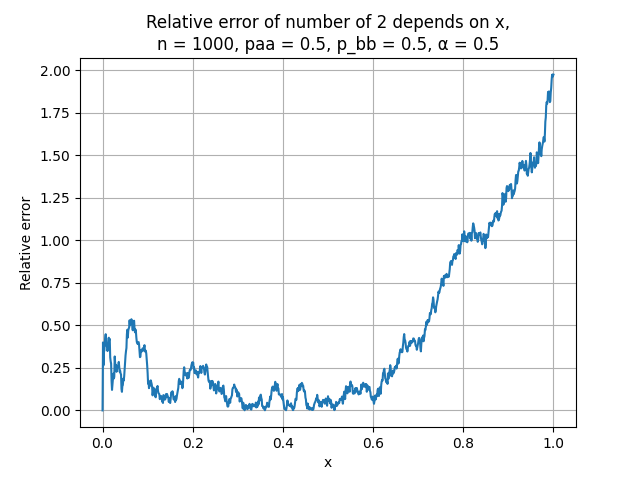 Relative error of number of 2 depends on x,
n = 1000, paa = 0.5, p_bb = 0.5, α = 0.5
2.00
1.75
1.50
1.25
1.00
0.75
0.50
0.25
0.00
Relative error
0.0 0.2 0.4 0.6 0.8 1.0
x